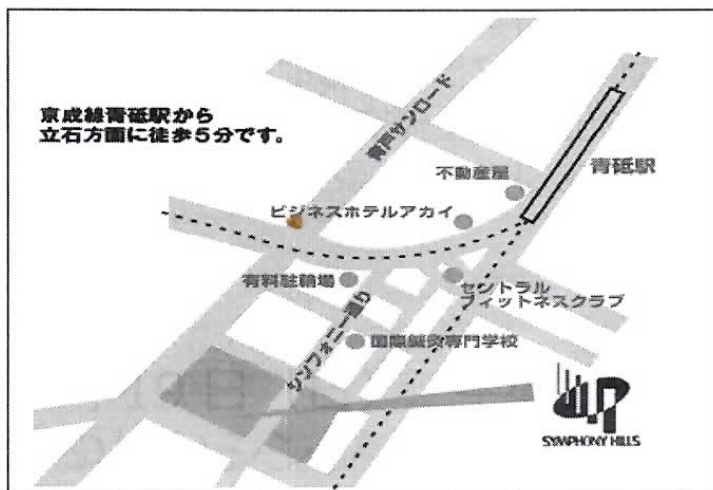 京成線青砥駅から
立石方面に徒歩5分です。
青戸サンロード
不動産屋
青砥駅
ビジネスホテルアカイ
有料駐輪場
セントラル
フィットネスクラブ
シンフォニー通り
国際鍼灸専門学校
SYMPHONY HILLS